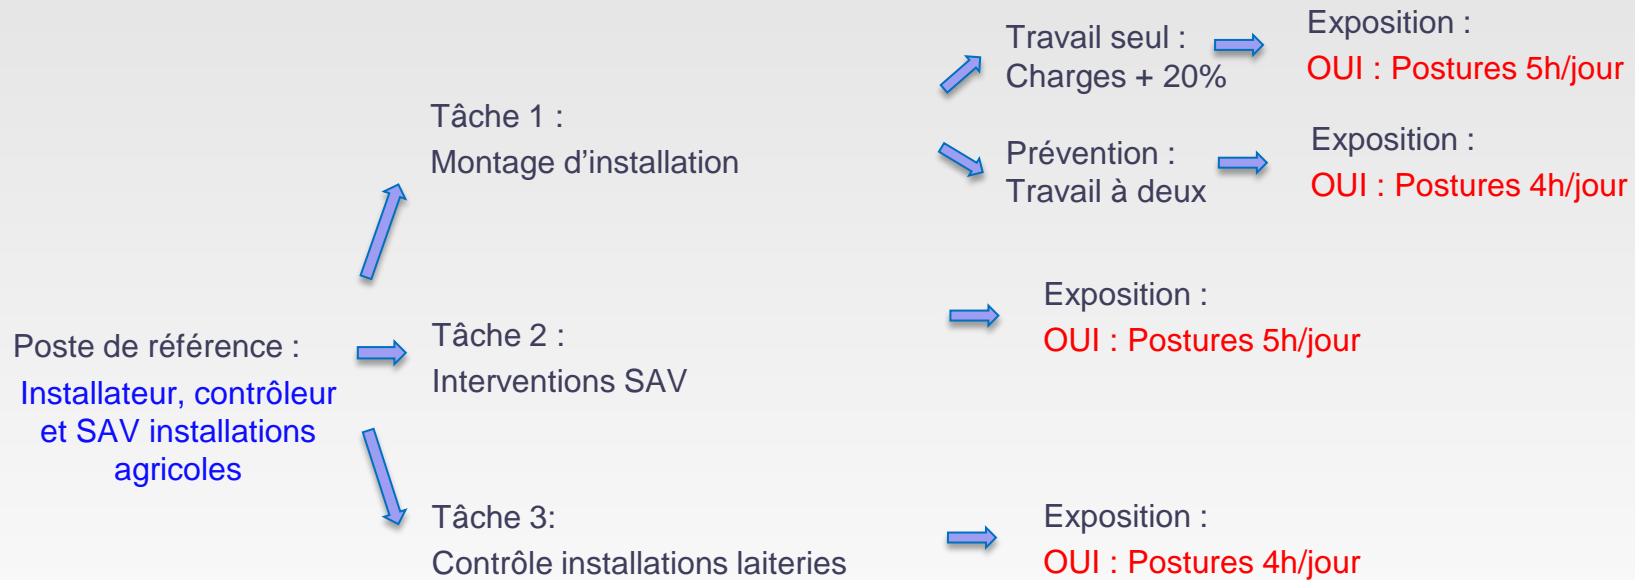 Poste de référence :
Installateur, contrôleur
et SAV installations
agricoles
Tâche 1 :
Montage d’installation
Travail seul :
Charges + 20%
Exposition :
OUI : Postures 5h/jour
Prévention :
Travail à deux
Exposition :
OUI : Postures 4h/jour
Tâche 2 :
Interventions SAV
Exposition :
OUI : Postures 5h/jour
Tâche 3:
Contrôle installations laiteries
Exposition :
OUI : Postures 4h/jour